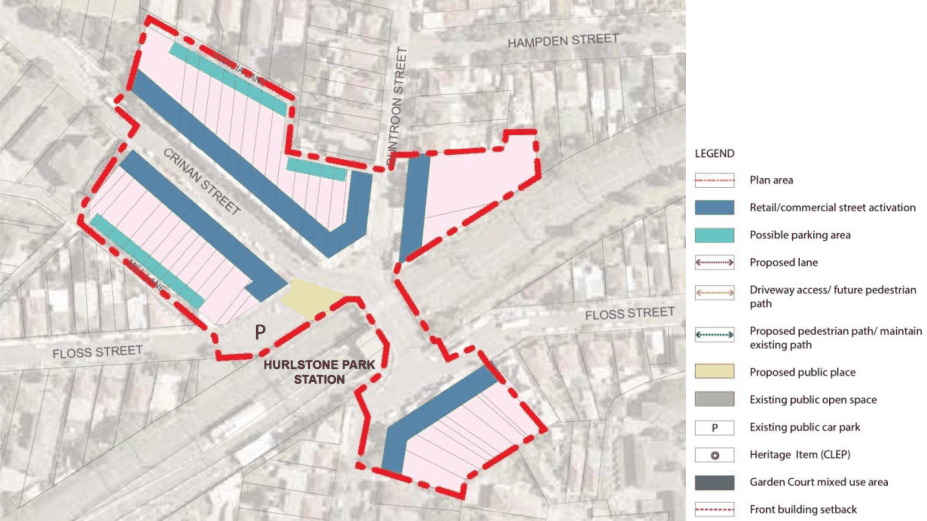 HAMPDEN STREET
DUNTROON STREET
CRINAN STREET
P
FLOSS STREET
FLOSS STREET
HURLSTONE PARK
STATION
LEGEND
Plan area
Retail/commercial street activation
Possible parking area
Proposed lane
Driveway access/ future pedestrian
path
Proposed pedestrian path/ maintain
existing path
Proposed public place
Existing public open space
P
Existing public car park
Heritage Item (CLEP)
Garden Court mixed use area
Front building setback